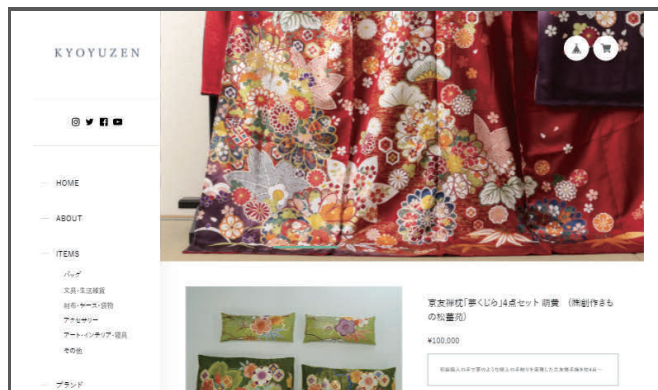 KYOYUZEN
HOME
ABOUT
ITEMS
バッグ
文具・生活雑貨
財布・ケース・袋物
アクセサリー
アート・インテリア・寝具
その他
ブランド
京友禅枕「夢くじら」4点セット 萌黄 (㈱創作きも
の松葉苑)
¥100,000